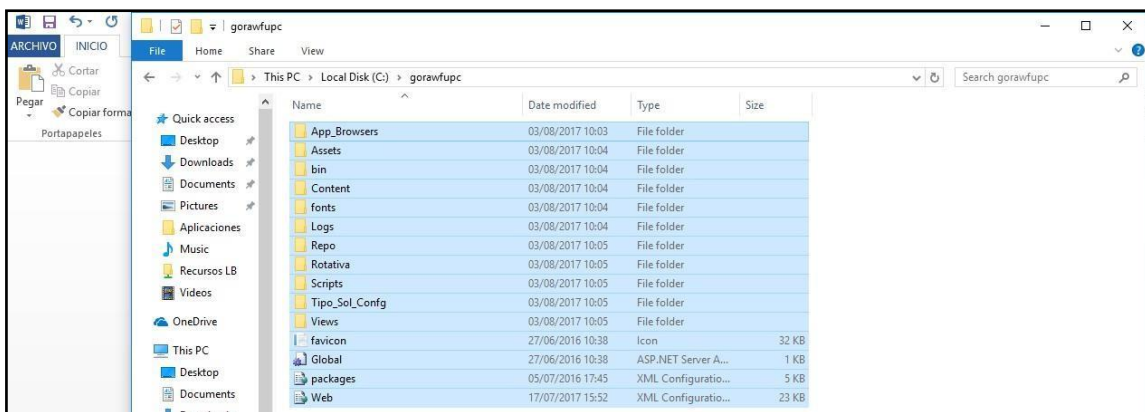 gorawfupc
ARCHIVO INICIO
File Home Share View
Cortar
Copiar
Pegar
Copiar forma
Portapapeles
This PC > Local Disk (C:) > gorawfupc
Search gorawfupc
Quick access
Desktop
Downloads
Documents
Pictures
Aplicaciones
Music
Recursos LB
Videos
OneDrive
This PC
Desktop
Documents
Name Date modified Type Size
App_Browsers 03/08/2017 10:03 File folder
Assets 03/08/2017 10:04 File folder
bin 03/08/2017 10:04 File folder
Content 03/08/2017 10:04 File folder
fonts 03/08/2017 10:04 File folder
Logs 03/08/2017 10:04 File folder
Repo 03/08/2017 10:05 File folder
Rotativa 03/08/2017 10:05 File folder
Scripts 03/08/2017 10:05 File folder
Tipo_Sol_Confg 03/08/2017 10:05 File folder
Views 03/08/2017 10:05 File folder
favicon 27/06/2016 10:38 Icon 32 KB
Global 27/06/2016 10:38 ASP.NET Server A... 1 KB
packages 05/07/2016 17:45 XML Configuratio... 5 KB
Web 17/07/2017 15:52 XML Configuratio... 23 KB